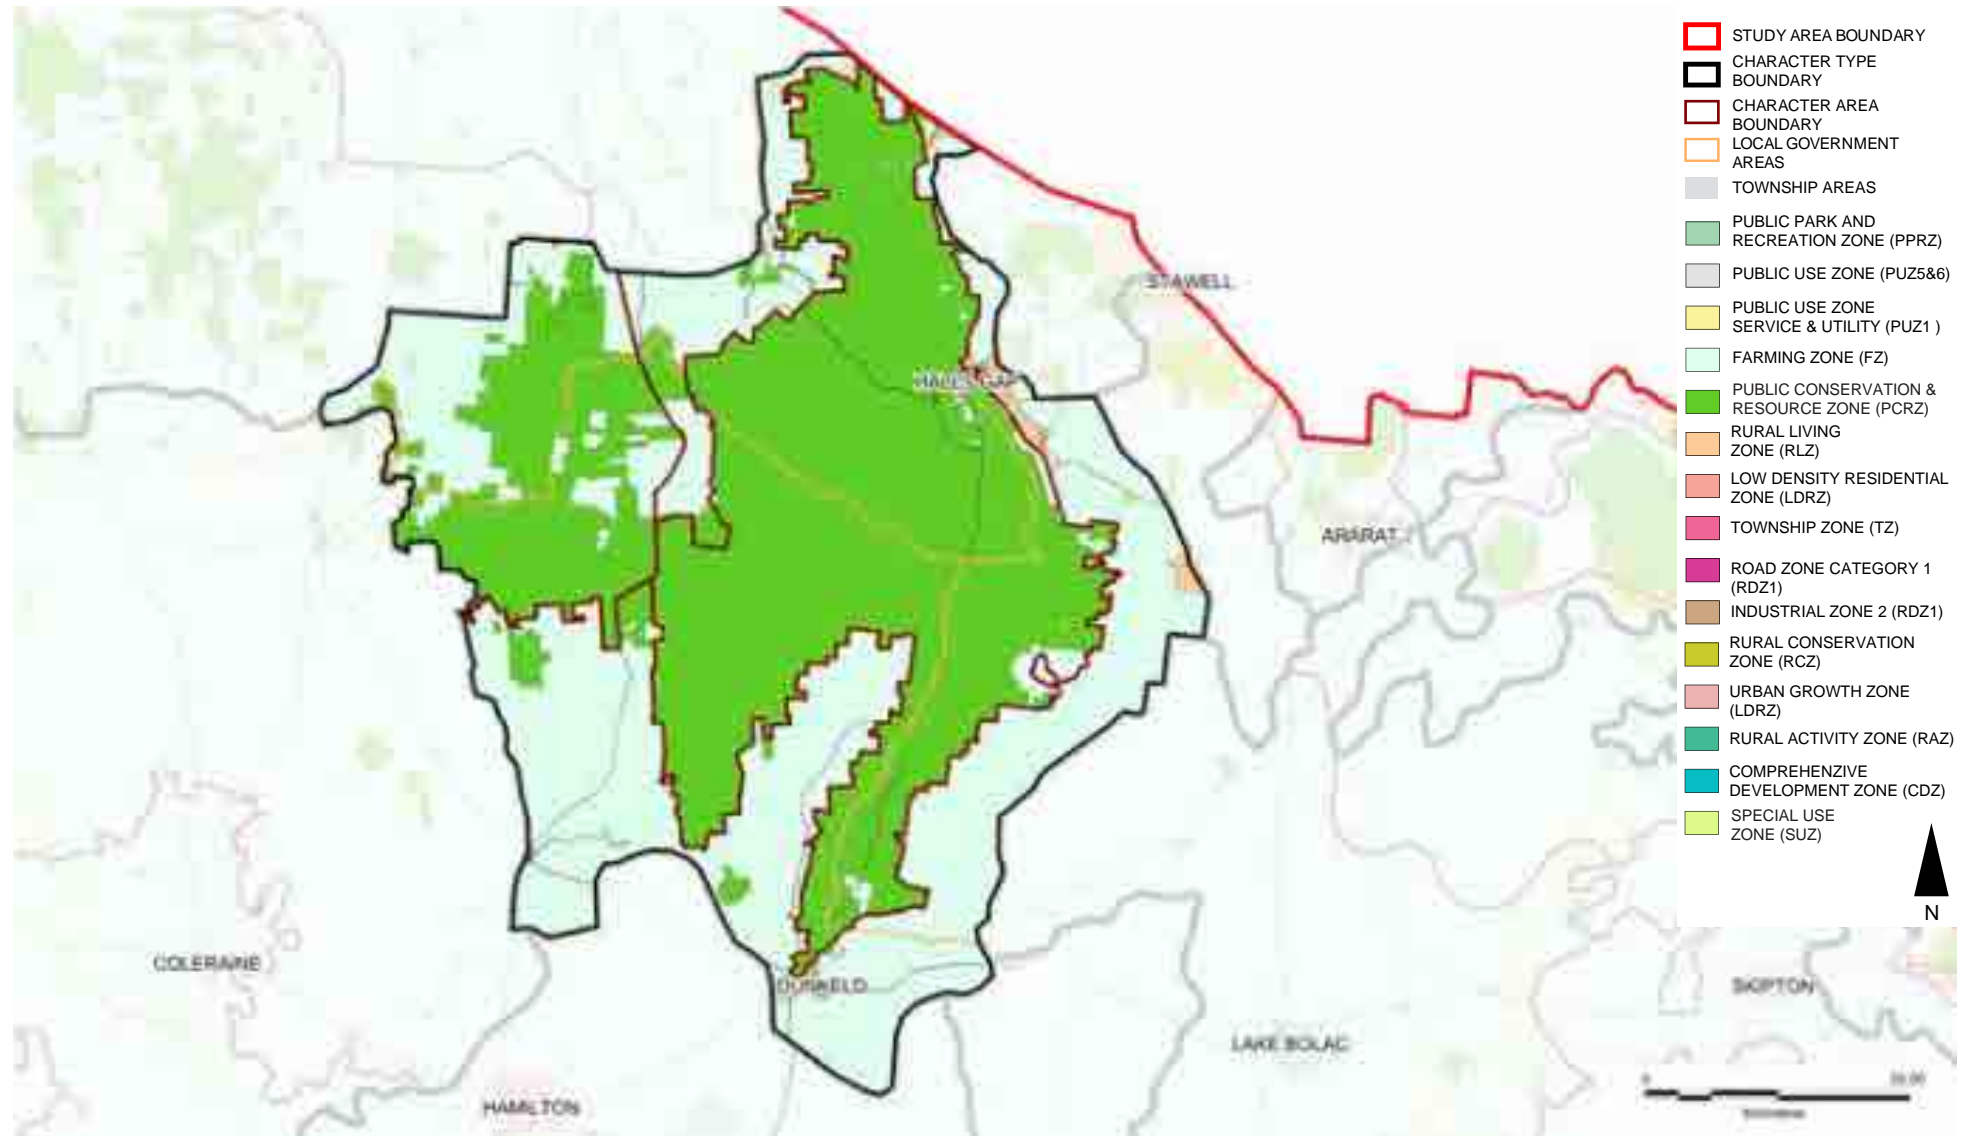 STUDY AREA BOUNDARY
CHARACTER TYPE
BOUNDARY
CHARACTER AREA
BOUNDARY
LOCAL GOVERNMENT
AREAS
TOWNSHIP AREAS
PUBLIC PARK AND
RECREATION ZONE (PPRZ)
PUBLIC USE ZONE (PUZ5&6)
PUBLIC USE ZONE
SERVICE & UTILITY (PUZ1 )
FARMING ZONE (FZ)
PUBLIC CONSERVATION &
RESOURCE ZONE (PCRZ)
RURAL LIVING
ZONE (RLZ)
LOW DENSITY RESIDENTIAL
ZONE (LDRZ)
TOWNSHIP ZONE (TZ)
ROAD ZONE CATEGORY 1
(RDZ1)
INDUSTRIAL ZONE 2 (RDZ1)
RURAL CONSERVATION
ZONE (RCZ)
URBAN GROWTH ZONE
(LDRZ)
RURAL ACTIVITY ZONE (RAZ)
COMPREHENZIVE
DEVELOPMENT ZONE (CDZ)
SPECIAL USE
ZONE (SUZ)
N
STAWELL
HALLS GAP
ARARAT
COLERAINE
DUNKELD
SKIPTON
LAKE BOLAC
HAMILTON
0